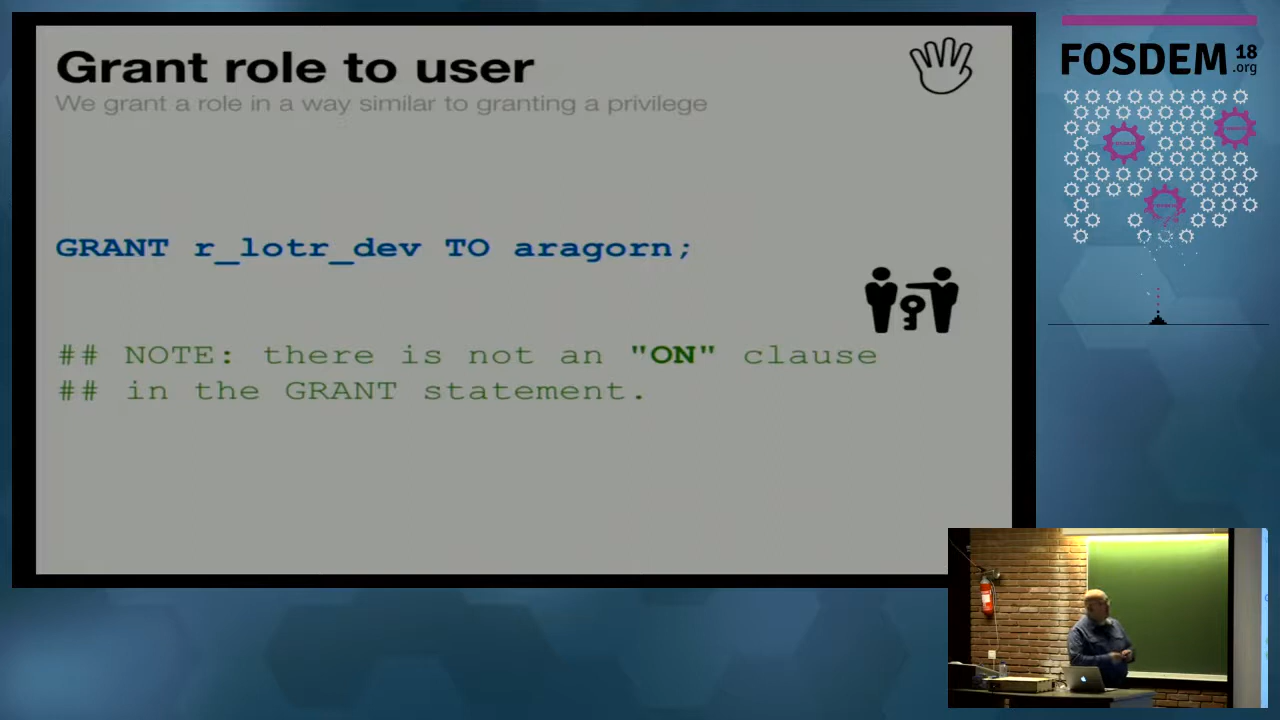 Grant role to user
We grant a role in a way similar to granting a privilege
GRANT r_lotr_dev TO aragorn;
## NOTE: there is not an "ON" clause
## in the GRANT statement.
FOSDEM 18
.org